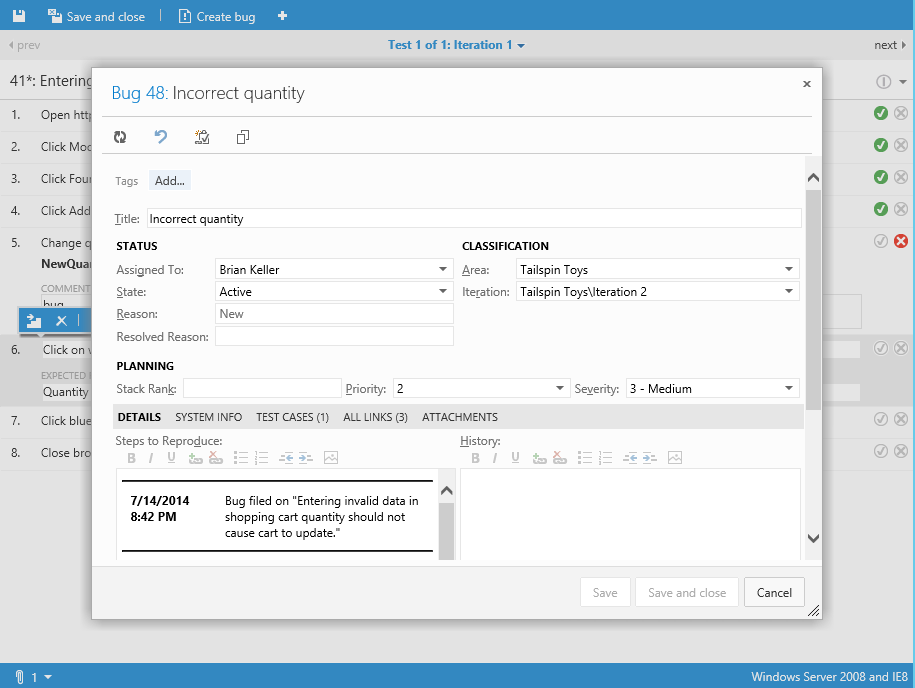 Save and close
Create bug
prev
Test 1 of 1: Iteration 1
next
41*: Entering
Bug 48: Incorrect quantity
1. Open
2. Click
3. Click
4. Click Add
5. Change
COMMENT
bug
6. Click on
EXPECTED
Quantity
7. Click blue
8. Close
Tags Add...
Title: Incorrect quantity
STATUS
Assigned To: Brian Keller
State: Active
Reason: New
Resolved Reason:
CLASSIFICATION
Area: Tailspin Toys
Iteration: Tailspin Toys\Iteration 2
PLANNING
Stack Rank: Priority: 2 Severity: 3 - Medium
DETAILS SYSTEM INFO TEST CASES (1) ALL LINKS (3) ATTACHMENTS
Steps to Reproduce:
B I U
7/14/2014
8:42 PM
Bug filed on "Entering invalid data in
shopping cart quantity should not
cause cart to update."
History:
B I U
Save Save and close Cancel
1
Windows Server 2008 and IE8